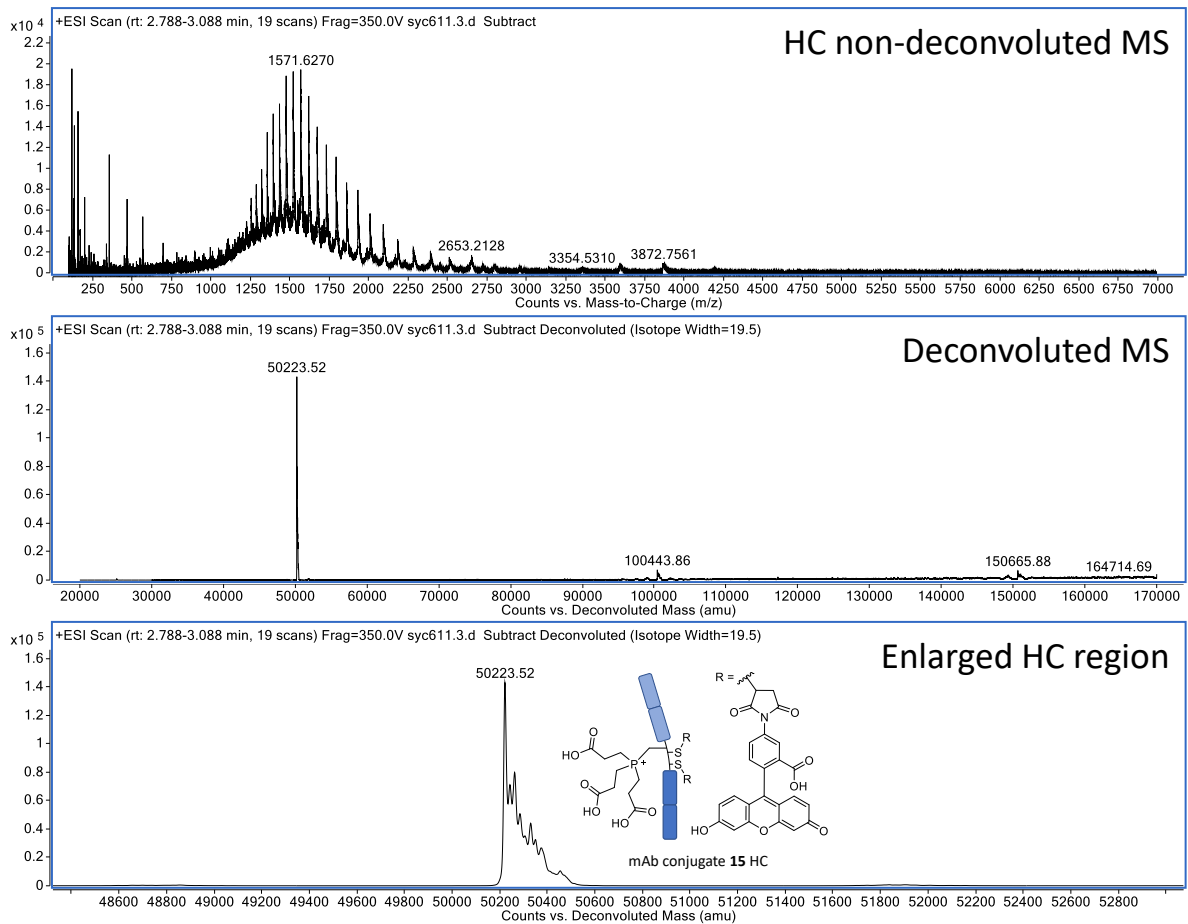 +ESI Scan (rt: 2.788-3.088 min, 19 scans) Frag=350.0V syc611.3.d Subtract
HC non-deconvoluted MS
x10 4
2.2
2
1.8
1.6
1.4
1.2
1
0.8
0.6
0.4
0.2
0
1571.6270
2653.2128
3354.5310
3872.7561
250 500 750 1000 1250 1500 1750 2000 2250 2500 2750 3000 3250 3500 3750 4000 4250 4500 4750 5000 5250 5500 5750 6000 6250 6500 6750 7000
Counts vs. Mass-to-Charge (m/z)
+ESI Scan (rt: 2.788-3.088 min, 19 scans) Frag=350.0V syc611.3.d Subtract Deconvoluted (Isotope Width=19.5)
Deconvoluted MS
x10 5
1.6
1.4
1.2
1
0.8
0.6
0.4
0.2
0
50223.52
100443.86
150665.88
164714.69
20000 30000 40000 50000 60000 70000 80000 90000 100000 110000 120000 130000 140000 150000 160000 170000
Counts vs. Deconvoluted Mass (amu)
+ESI Scan (rt: 2.788-3.088 min, 19 scans) Frag=350.0V syc611.3.d Subtract Deconvoluted (Isotope Width=19.5)
Enlarged HC region
x10 5
1.6
1.4
1.2
1
0.8
0.6
0.4
0.2
0
50223.52
O
HO
P+
O
HO
HO
O
R
S
S
R
R =
O
N
O
O
OH
HO
O
O
mAb conjugate 15 HC
48600 48800 49000 49200 49400 49600 49800 50000 50200 50400 50600 50800 51000 51200 51400 51600 51800 52000 52200 52400 52600 52800
Counts vs. Deconvoluted Mass (amu)